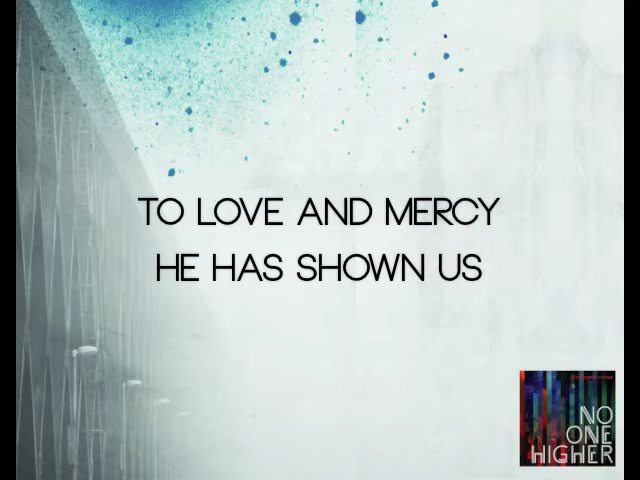 TO LOVE AND MERCY
HE HAS SHOWN US
NO
ONE
HIGHER